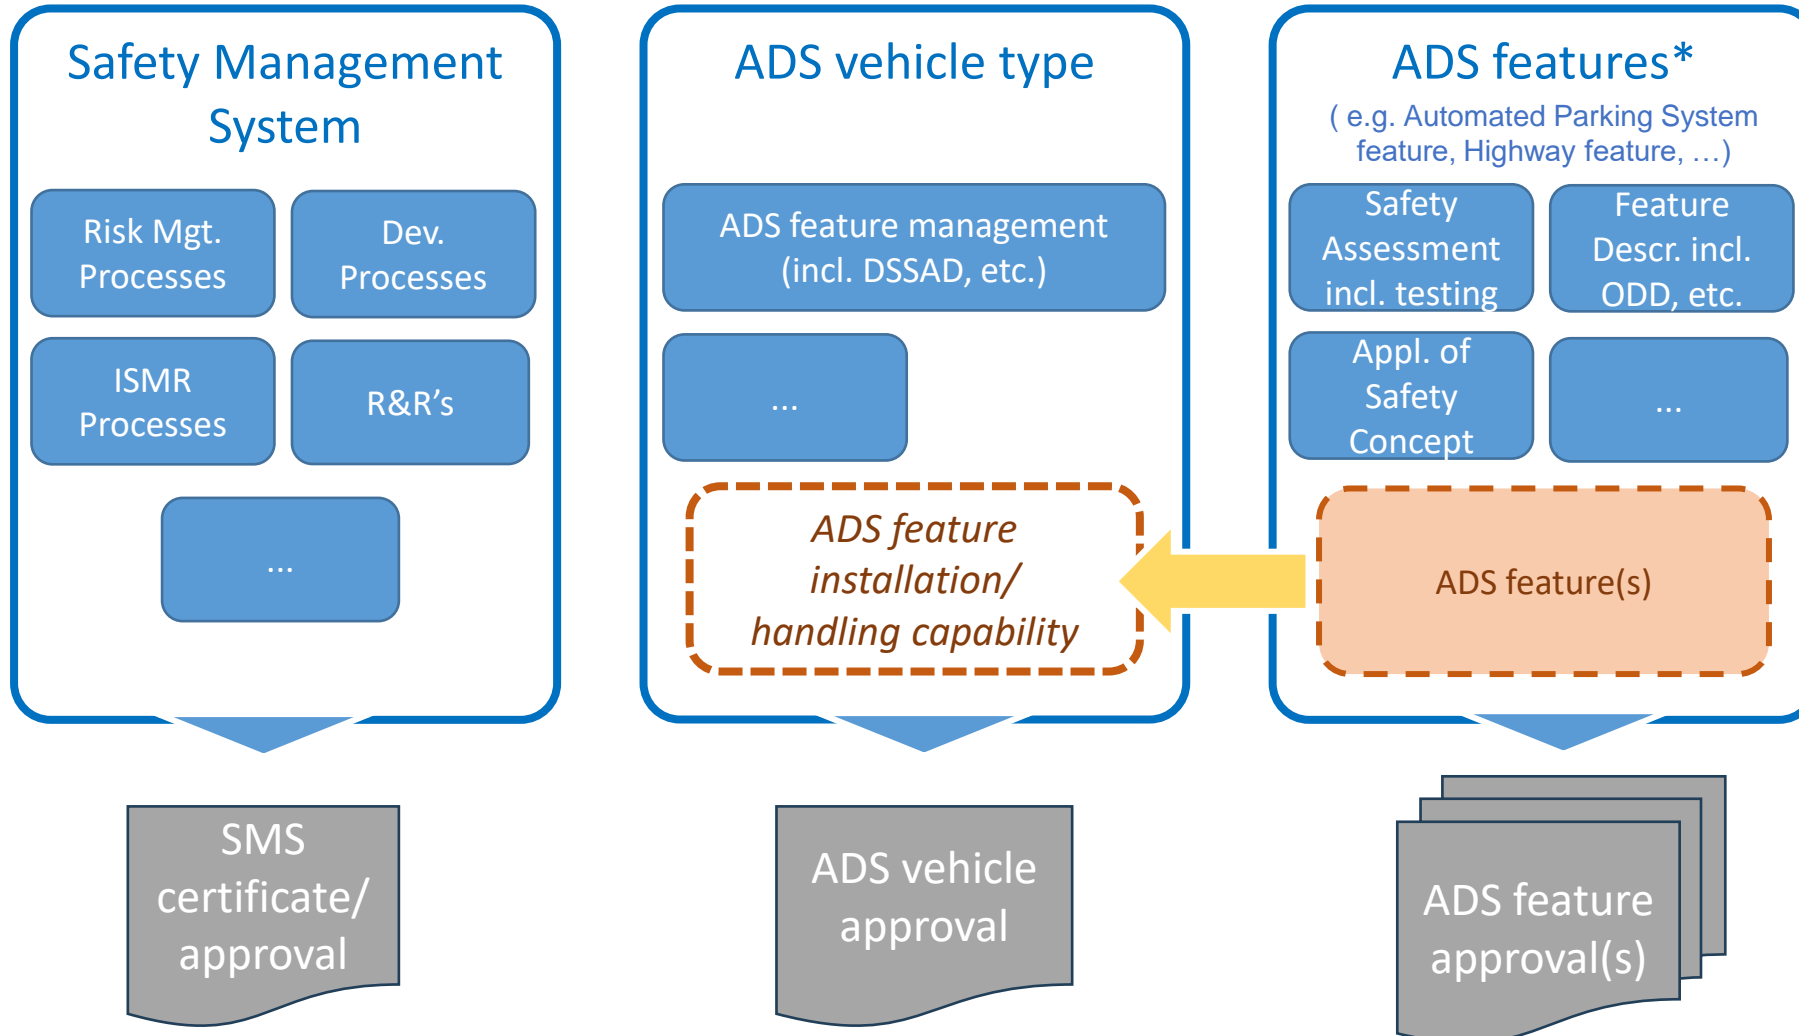 Safety Management
System
Risk Mgt.
Processes
Dev.
Processes
ISMR
Processes
R&R's
...
SMS
certificate/
approval
ADS vehicle type
ADS feature management
(incl. DSSAD, etc.)
...
ADS feature
installation/
handling capability
ADS vehicle
approval
ADS features*
( e.g. Automated Parking System
feature, Highway feature, …)
Safety
Assessment
incl. testing
Feature
Descr. incl.
ODD, etc.
Appl. of
Safety
Concept
...
ADS feature(s)
ADS feature
approval(s)